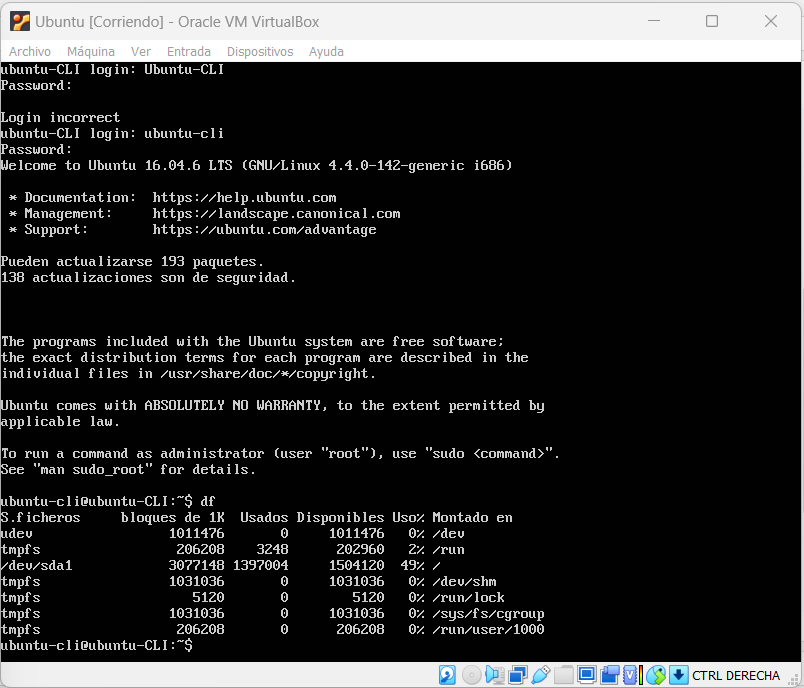 Ubuntu [Corriendo] - Oracle VM VirtualBox
Archivo Máquina Ver Entrada Dispositivos Ayuda
ubuntu-CLI login: Ubuntu-CLI
Password:
Login incorrect
ubuntu-CLI login: ubuntu-cli
Password:
Welcome to Ubuntu 16.04.6 LTS (GNU/Linux 4.4.0-142-generic i686)
* Documentation:  https://help.ubuntu.com
* Management:     https://landscape.canonical.com
* Support:        https://ubuntu.com/advantage
Pueden actualizarse 193 paquetes.
138 actualizaciones son de seguridad.
The programs included with the Ubuntu system are free software;
the exact distribution terms for each program are described in the
individual files in /usr/share/doc/*/copyright.
Ubuntu comes with ABSOLUTELY NO WARRANTY, to the extent permitted by
applicable law.
To run a command as administrator (user "root"), use "sudo <command>".
See "man sudo_root" for details.
ubuntu-cli@ubuntu-CLI:~$ df
S.ficheros     bloques de 1K  Usados Disponibles Uso% Montado en
udev                 1011476       0     1011476   0% /dev
tmpfs                 206208    3248      202960   2% /run
/dev/sda1            3077148 1397004     1504120  49% /
tmpfs                1031036       0     1031036   0% /dev/shm
tmpfs                   5120       0        5120   0% /run/lock
tmpfs                1031036       0     1031036   0% /sys/fs/cgroup
tmpfs                 206208       0      206208   0% /run/user/1000
ubuntu-cli@ubuntu-CLI:~$
CTRL DERECHA